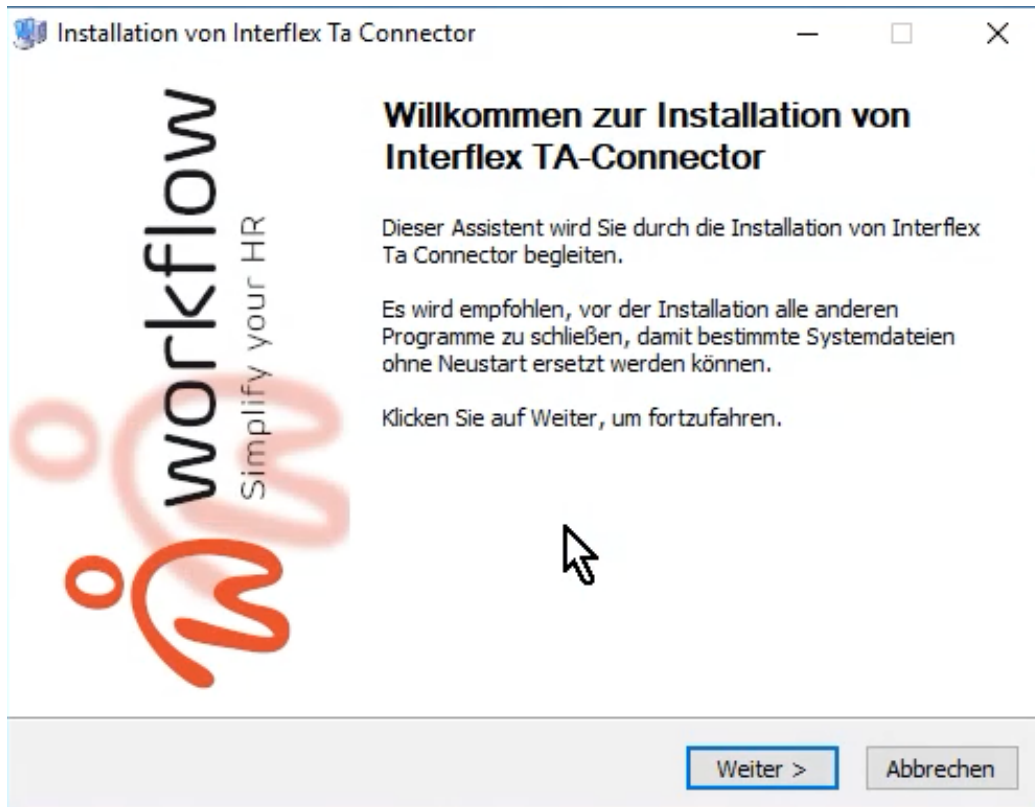 Installation von Interflex Ta Connector
workflow
Simplify your HR
Willkommen zur Installation von
Interflex TA-Connector
Dieser Assistent wird Sie durch die Installation von Interflex
Ta Connector begleiten.
Es wird empfohlen, vor der Installation alle anderen
Programme zu schließen, damit bestimmte Systemdateien
ohne Neustart ersetzt werden können.
Klicken Sie auf Weiter, um fortzufahren.
Weiter >
Abbrechen